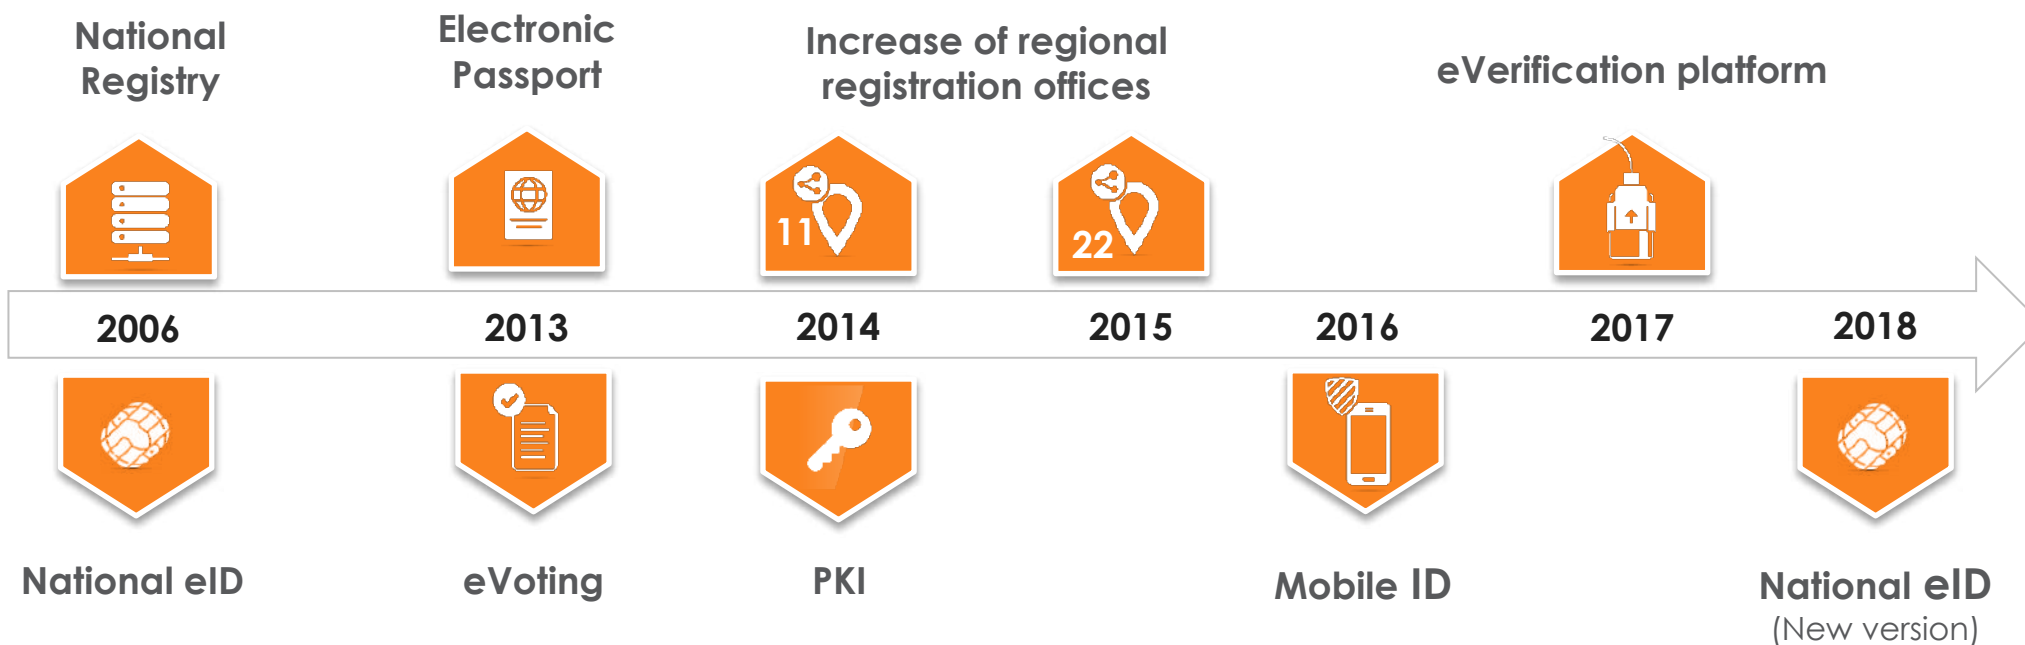 National
Registry
Electronic
Passport
Increase of regional
registration offices
eVerification platform
11
22
2006
2013
2014
2015
2016
2017
2018
National eID
eVoting
PKI
Mobile ID
National eID
(New version)